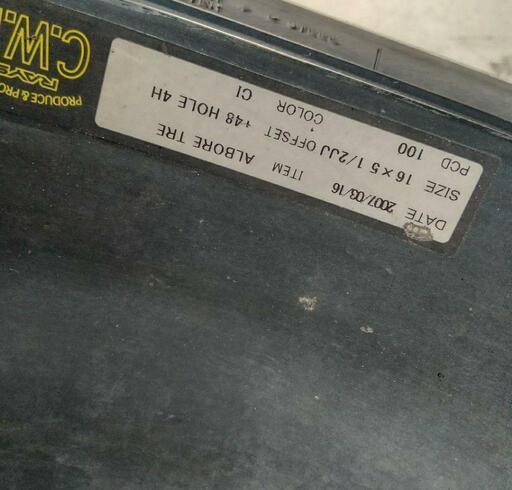 DATE 2007/03/16 ITEM ALBORE TRE
SIZE 16×5 1/2JJ OFFSET +48 HOLE 4H
PCD 100 COLOR CI
C.W.
RAYS
PRODUCE & PRO